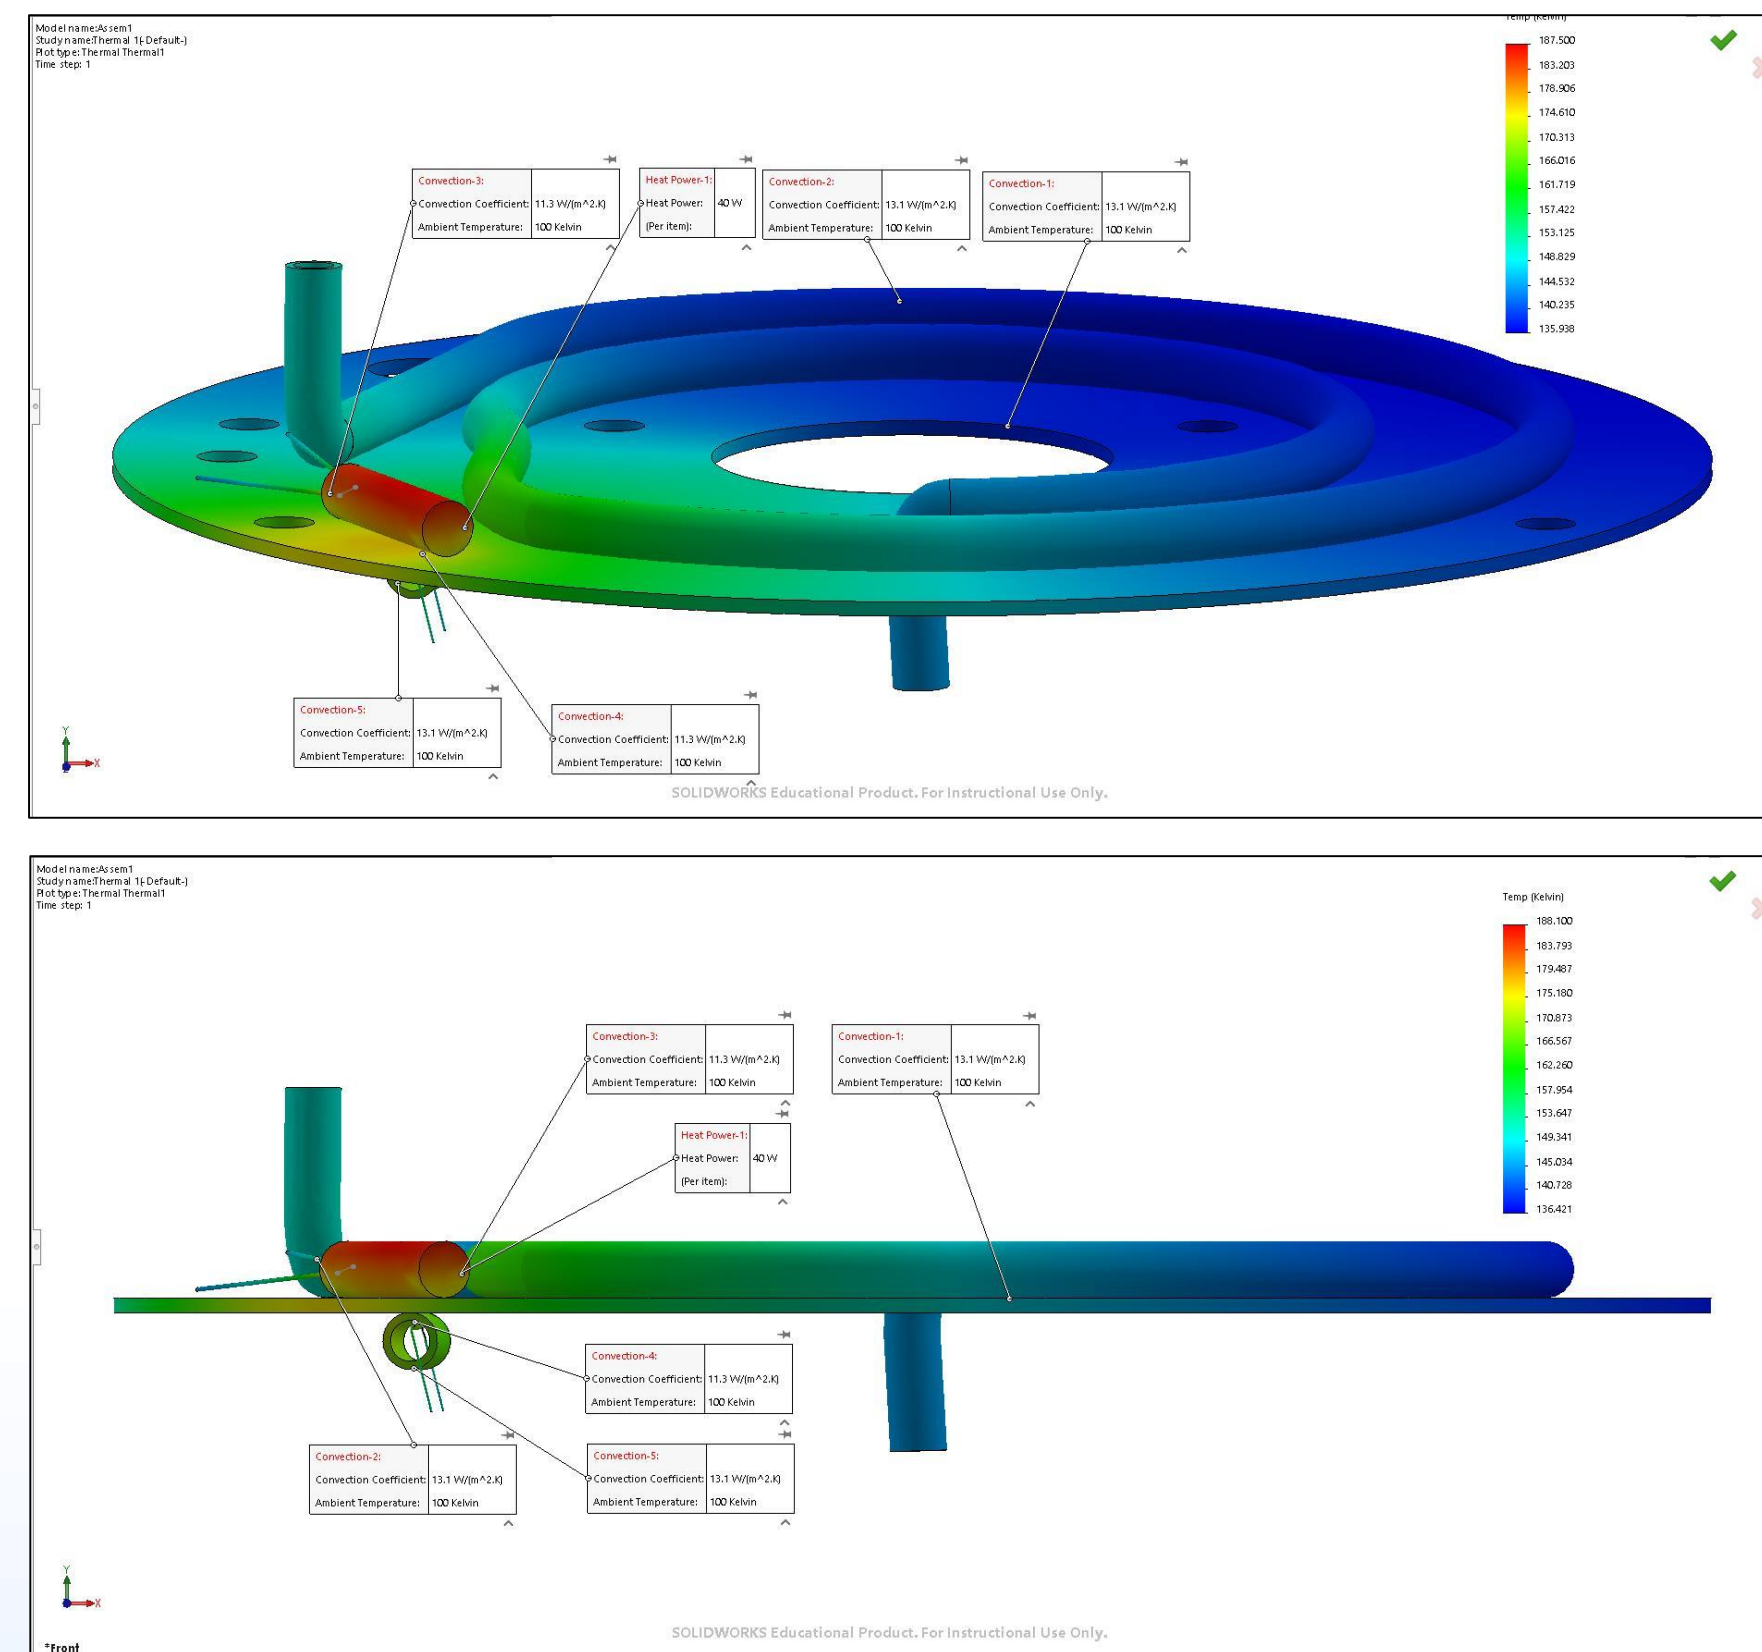 Model name:Assem1
Study name:Thermal 1(-Default-)
Plot type: Thermal Thermal1
Time step: 1
Temp (Kelvin)
187.500
183.203
178.906
174.610
170.313
166.016
161.719
157.422
153.125
148.829
144.532
140.235
135.938
Convection-3:
Convection Coefficient: 11.3 W/(m^2.K)
Ambient Temperature: 100 Kelvin
Heat Power-1:
Heat Power: 40 W
(Per item):
Convection-2:
Convection Coefficient: 13.1 W/(m^2.K)
Ambient Temperature: 100 Kelvin
Convection-1:
Convection Coefficient: 13.1 W/(m^2.K)
Ambient Temperature: 100 Kelvin
Convection-5:
Convection Coefficient: 13.1 W/(m^2.K)
Ambient Temperature: 100 Kelvin
Convection-4:
Convection Coefficient: 11.3 W/(m^2.K)
Ambient Temperature: 100 Kelvin
Y
X
Z
SOLIDWORKS Educational Product. For Instructional Use Only.
Model name:Assem1
Study name:Thermal 1(-Default-)
Plot type: Thermal Thermal1
Time step: 1
Temp (Kelvin)
188.100
183.793
179.487
175.180
170.873
166.567
162.260
157.954
153.647
149.341
145.034
140.728
136.421
Convection-3:
Convection Coefficient: 11.3 W/(m^2.K)
Ambient Temperature: 100 Kelvin
Convection-1:
Convection Coefficient: 13.1 W/(m^2.K)
Ambient Temperature: 100 Kelvin
Heat Power-1:
Heat Power: 40 W
(Per item):
Convection-4:
Convection Coefficient: 11.3 W/(m^2.K)
Ambient Temperature: 100 Kelvin
Convection-2:
Convection Coefficient: 13.1 W/(m^2.K)
Ambient Temperature: 100 Kelvin
Convection-5:
Convection Coefficient: 13.1 W/(m^2.K)
Ambient Temperature: 100 Kelvin
Y
X
SOLIDWORKS Educational Product. For Instructional Use Only.
*Front